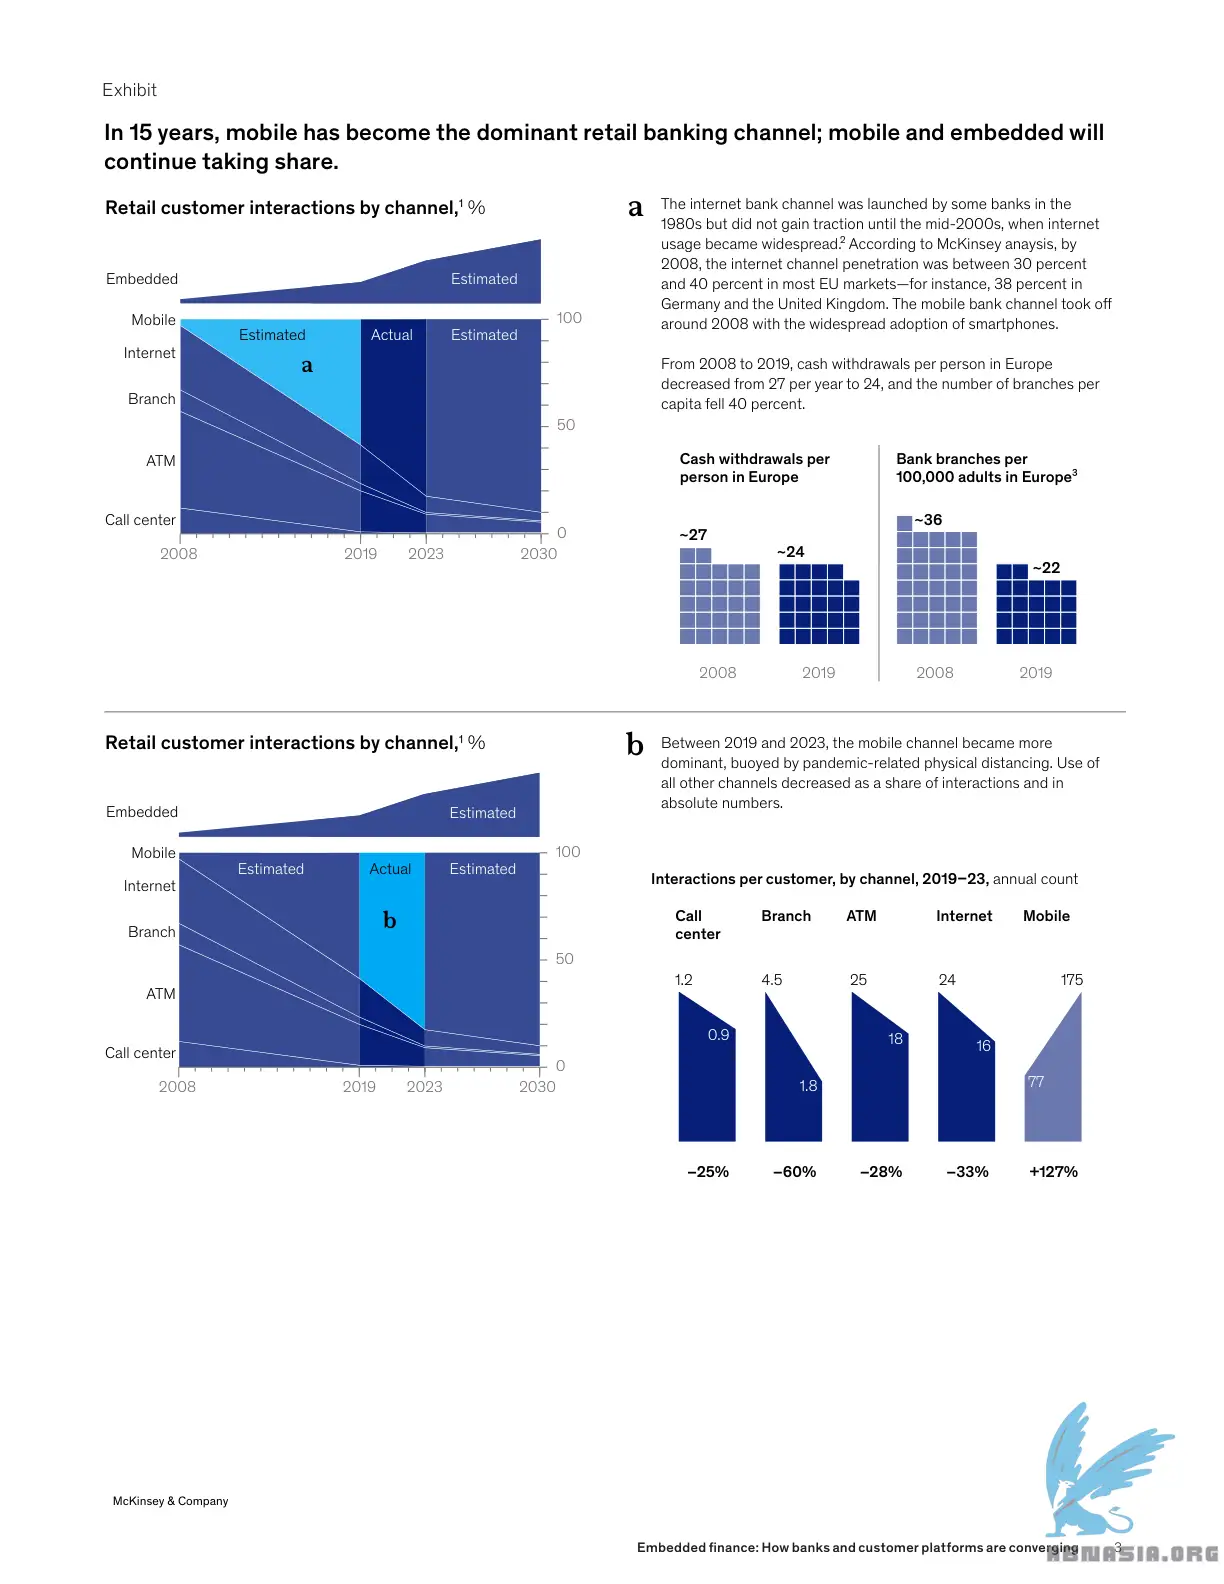 Exhibit
In 15 years, mobile has become the dominant retail banking channel; mobile and embedded will
continue taking share.
Retail customer interactions by channel,¹ %
Embedded
Estimated
Mobile
Internet
Branch
ATM
Call center
Estimated
a
Actual
Estimated
100
50
0
2008
2019
2023
2030
a
The internet bank channel was launched by some banks in the
1980s but did not gain traction until the mid-2000s, when internet
usage became widespread.² According to McKinsey anaysis, by
2008, the internet channel penetration was between 30 percent
and 40 percent in most EU markets—for instance, 38 percent in
Germany and the United Kingdom. The mobile bank channel took off
around 2008 with the widespread adoption of smartphones.
From 2008 to 2019, cash withdrawals per person in Europe
decreased from 27 per year to 24, and the number of branches per
capita fell 40 percent.
Cash withdrawals per
person in Europe
~27
~24
2008
2019
Bank branches per
100,000 adults in Europe³
~36
~22
2008
2019
Retail customer interactions by channel,¹ %
Embedded
Estimated
Mobile
Internet
Branch
ATM
Call center
Estimated
Actual
b
Estimated
100
50
0
2008
2019
2023
2030
b
Between 2019 and 2023, the mobile channel became more
dominant, buoyed by pandemic-related physical distancing. Use of
all other channels decreased as a share of interactions and in
absolute numbers.
Interactions per customer, by channel, 2019–23, annual count
Call
center
Branch
ATM
Internet
Mobile
1.2
0.9
4.5
1.8
25
18
24
16
175
77
–25%
–60%
–28%
–33%
+127%
McKinsey & Company
Embedded finance: How banks and customer platforms are converging
3
ABNASIA.ORG